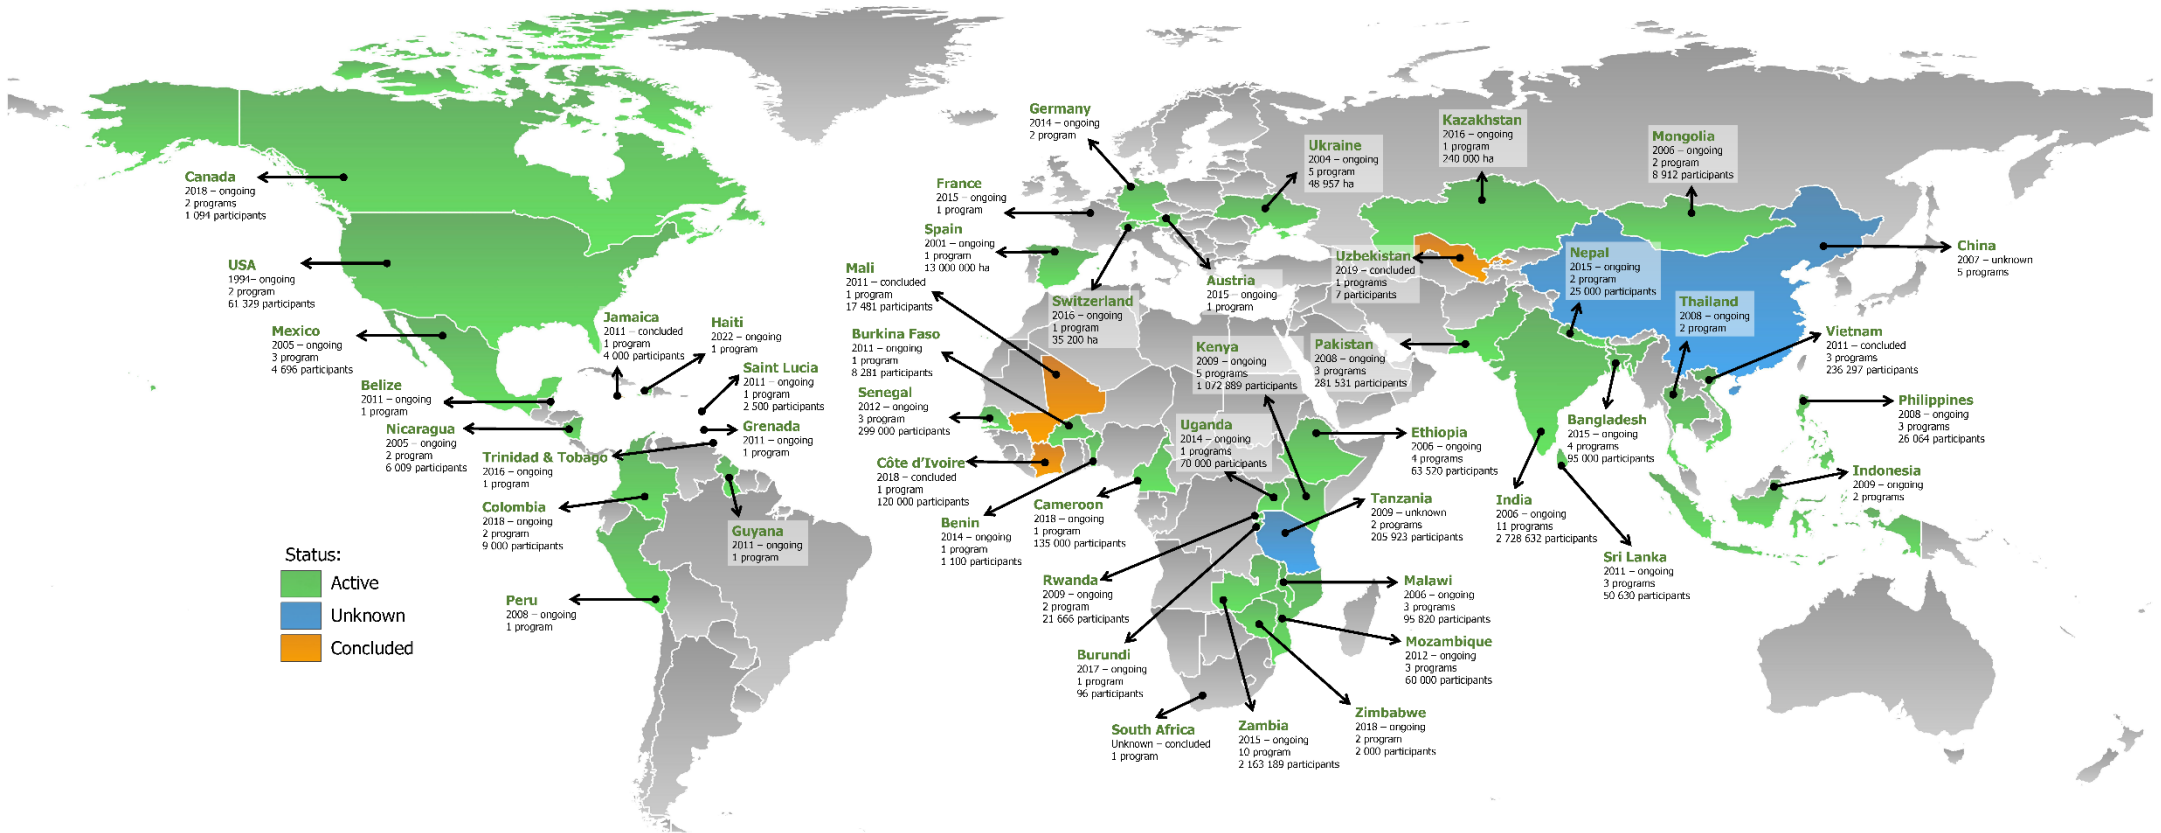 Canada
2018 – ongoing
2 programs
1 094 participants
USA
1994– ongoing
2 program
61 329 participants
Mexico
2005 – ongoing
3 program
4 696 participants
Belize
2011 – ongoing
1 program
Nicaragua
2005 – ongoing
2 program
6 009 participants
Jamaica
2011 – concluded
1 program
4 000 participants
Haiti
2022 – ongoing
1 program
Saint Lucia
2011 – ongoing
1 program
2 500 participants
Grenada
2011 – ongoing
1 program
Trinidad & Tobago
2016 – ongoing
1 program
Colombia
2018 – ongoing
2 program
9 000 participants
Guyana
2011 – ongoing
1 program
Peru
2008 – ongoing
1 program
Status:
Active
Unknown
Concluded
Germany
2014 – ongoing
2 program
France
2015 – ongoing
1 program
Spain
2001 – ongoing
1 program
13 000 000 ha
Switzerland
2016 – ongoing
1 program
35 200 ha
Austria
2015 – ongoing
1 program
Ukraine
2004 – ongoing
5 program
48 957 ha
Kazakhstan
2016 – ongoing
1 program
240 000 ha
Mongolia
2006 – ongoing
2 program
8 912 participants
Uzbekistan
2019 – concluded
1 programs
7 participants
Nepal
2015 – ongoing
2 program
25 000 participants
China
2007 – unknown
5 programs
Thailand
2008 – ongoing
2 program
Vietnam
2011 – concluded
3 programs
236 297 participants
Philippines
2008 – ongoing
3 programs
26 064 participants
Indonesia
2009 – ongoing
2 programs
Bangladesh
2015 – ongoing
4 programs
95 000 participants
India
2006 – ongoing
11 programs
2 728 632 participants
Sri Lanka
2011 – ongoing
3 programs
50 630 participants
Pakistan
2008 – ongoing
3 programs
281 531 participants
Mali
2011 – concluded
1 program
17 481 participants
Burkina Faso
2011 – ongoing
1 program
8 281 participants
Senegal
2012 – ongoing
3 program
299 000 participants
Côte d’Ivoire
2018 – concluded
1 program
120 000 participants
Benin
2014 – ongoing
1 program
1 100 participants
Cameroon
2018 – ongoing
1 program
135 000 participants
Kenya
2009 – ongoing
5 programs
1 072 889 participants
Uganda
2014 – ongoing
1 programs
70 000 participants
Ethiopia
2006 – ongoing
4 programs
63 520 participants
Tanzania
2009 – unknown
2 programs
205 923 participants
Rwanda
2009 – ongoing
2 program
21 666 participants
Burundi
2017 – ongoing
1 program
96 participants
Malawi
2006 – ongoing
3 programs
95 820 participants
Mozambique
2012 – ongoing
3 programs
60 000 participants
Zimbabwe
2018 – ongoing
2 program
2 000 participants
Zambia
2015 – ongoing
10 program
2 163 189 participants
South Africa
Unknown – concluded
1 program